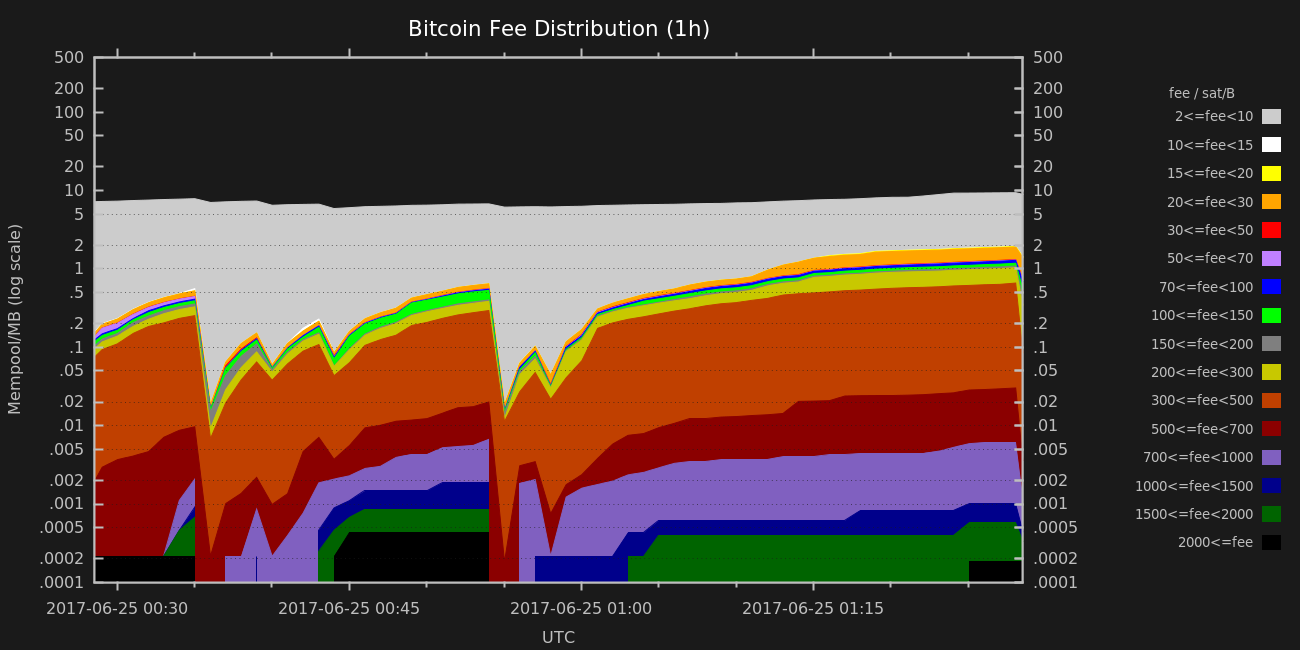 Bitcoin Fee Distribution (1h)
Mempool/MB (log scale)
500
200
100
50
20
10
5
2
1
.5
.2
.1
.05
.02
.01
.005
.002
.001
.0005
.0002
.0001
500
200
100
50
20
10
5
2
1
.5
.2
.1
.05
.02
.01
.005
.002
.001
.0005
.0002
.0001
2017-06-25 00:30
2017-06-25 00:45
2017-06-25 01:00
2017-06-25 01:15
UTC
fee / sat/B
2<=fee<10
10<=fee<15
15<=fee<20
20<=fee<30
30<=fee<50
50<=fee<70
70<=fee<100
100<=fee<150
150<=fee<200
200<=fee<300
300<=fee<500
500<=fee<700
700<=fee<1000
1000<=fee<1500
1500<=fee<2000
2000<=fee